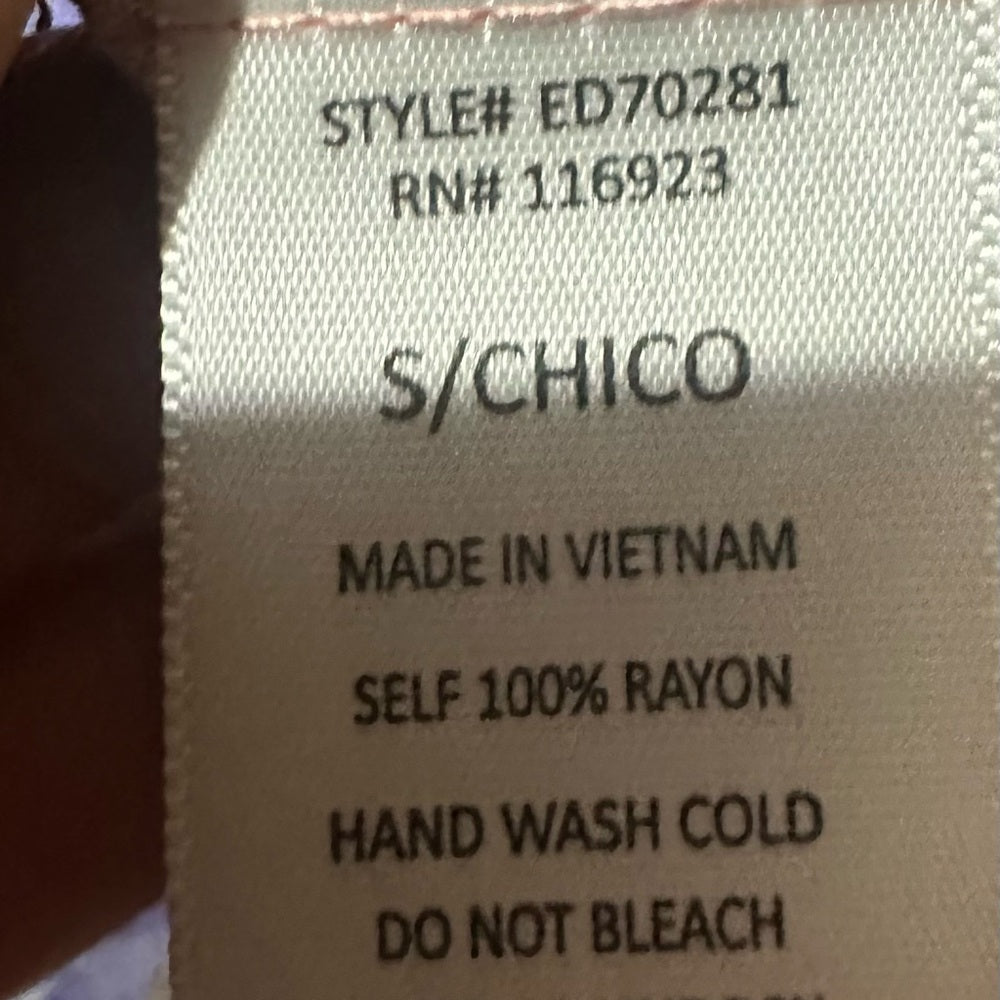 STYLE# ED70281
RN# 116923
S/CHICO
MADE IN VIETNAM
SELF 100% RAYON
HAND WASH COLD
DO NOT BLEACH